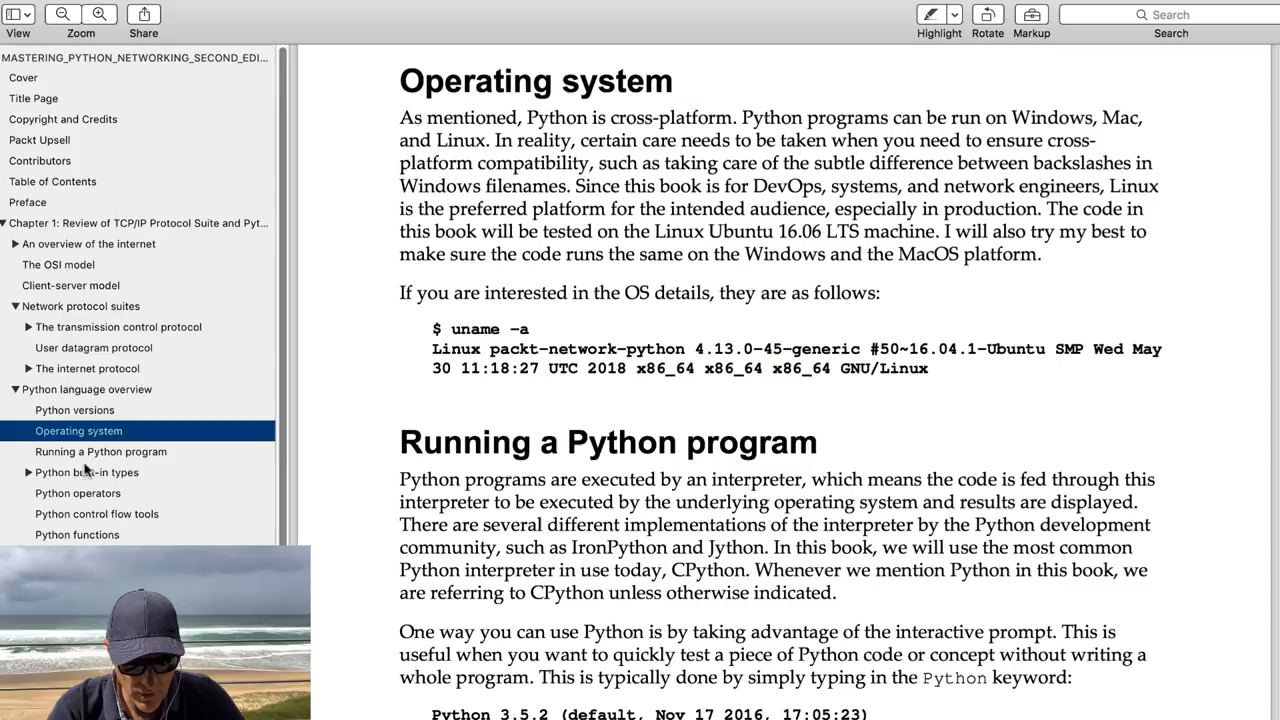 View
Zoom
Share
Highlight
Rotate
Markup
Search
Search
MASTERING_PYTHON_NETWORKING_SECOND_EDI...
Cover
Title Page
Copyright and Credits
Packt Upsell
Contributors
Table of Contents
Preface
Chapter 1: Review of TCP/IP Protocol Suite and Pyt...
An overview of the internet
The OSI model
Client-server model
Network protocol suites
The transmission control protocol
User datagram protocol
The internet protocol
Python language overview
Python versions
Operating system
Running a Python program
Python built-in types
Python operators
Python control flow tools
Python functions
Operating system
As mentioned, Python is cross-platform. Python programs can be run on Windows, Mac,
and Linux. In reality, certain care needs to be taken when you need to ensure cross-
platform compatibility, such as taking care of the subtle difference between backslashes in
Windows filenames. Since this book is for DevOps, systems, and network engineers, Linux
is the preferred platform for the intended audience, especially in production. The code in
this book will be tested on the Linux Ubuntu 16.06 LTS machine. I will also try my best to
make sure the code runs the same on the Windows and the MacOS platform.
If you are interested in the OS details, they are as follows:
$ uname -a
Linux packt-network-python 4.13.0-45-generic #50~16.04.1-Ubuntu SMP Wed May
30 11:18:27 UTC 2018 x86_64 x86_64 x86_64 GNU/Linux
Running a Python program
Python programs are executed by an interpreter, which means the code is fed through this
interpreter to be executed by the underlying operating system and results are displayed.
There are several different implementations of the interpreter by the Python development
community, such as IronPython and Jython. In this book, we will use the most common
Python interpreter in use today, CPython. Whenever we mention Python in this book, we
are referring to CPython unless otherwise indicated.
One way you can use Python is by taking advantage of the interactive prompt. This is
useful when you want to quickly test a piece of Python code or concept without writing a
whole program. This is typically done by simply typing in the Python keyword:
Python 3.5.2 (default, Nov 17 2016, 17:05:23)